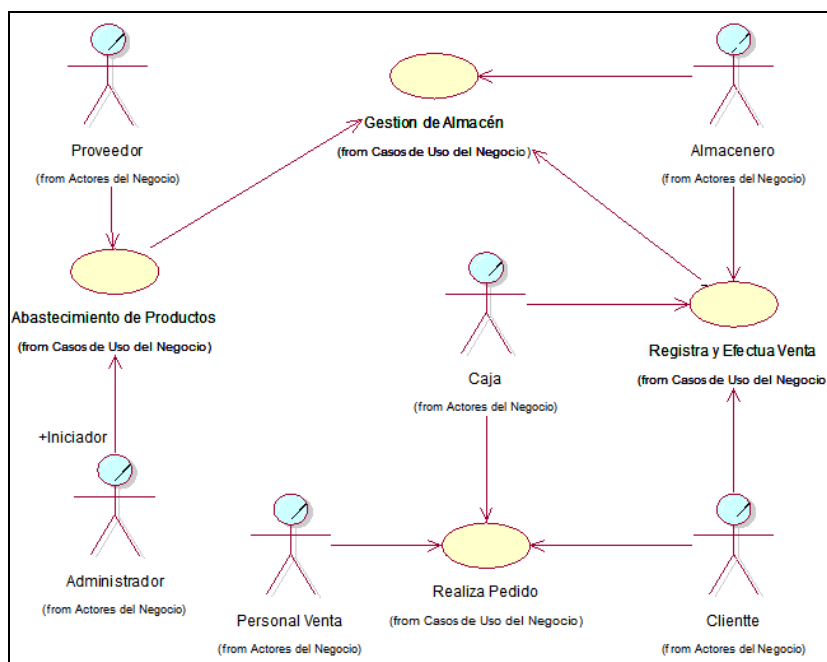 Proveedor
(from Actores del Negocio)
Gestion de Almacén
(from Casos de Uso del Negocio)
Almacenero
(from Actores del Negocio)
Abastecimiento de Productos
(from Casos de Uso del Negocio)
Caja
(from Actores del Negocio)
Registra y Efectua Venta
(from Casos de Uso del Negocio
+Iniciador
Administrador
(from Actores del Negocio)
Personal Venta
(from Actores del Negocio)
Realiza Pedido
(from Casos de Uso del Negocio)
Clientte
(from Actores del Negocio)